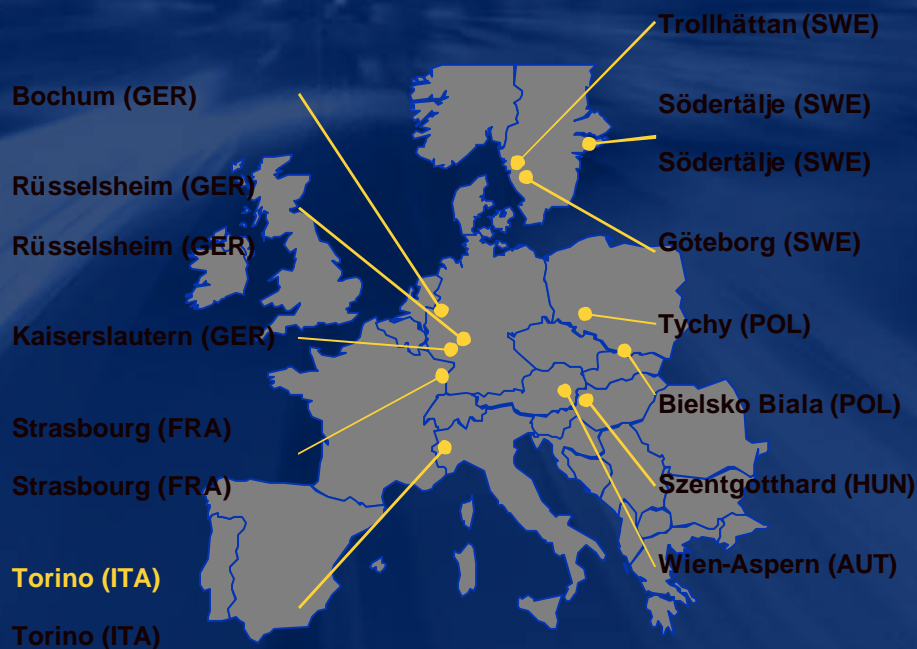 Trollhättan (SWE)
Bochum (GER)
Södertälje (SWE)
Södertälje (SWE)
Rüsselsheim (GER)
Rüsselsheim (GER)
Göteborg (SWE)
Kaiserslautern (GER)
Tychy (POL)
Bielsko Biala (POL)
Strasbourg (FRA)
Strasbourg (FRA)
Szentgotthard (HUN)
Wien-Aspern (AUT)
Torino (ITA)
Torino (ITA)